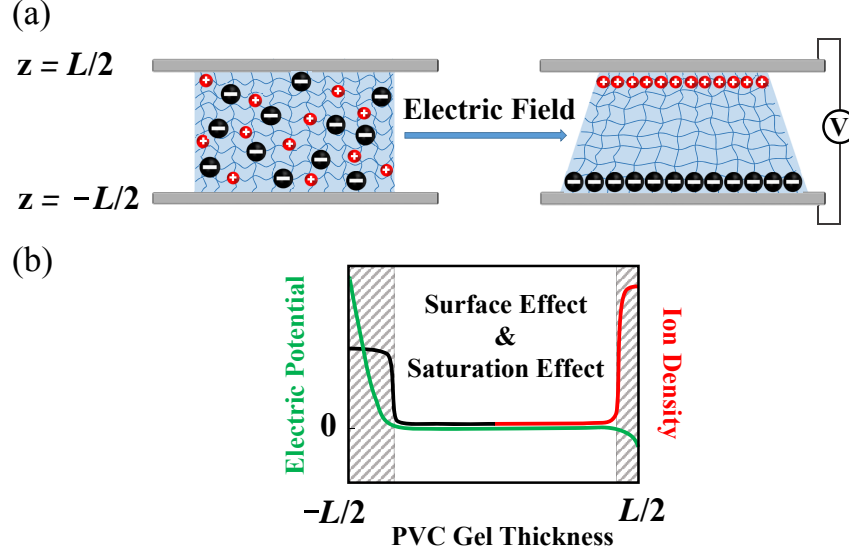 (a)
z = L/2
z = −L/2
Electric Field
V
(b)
Electric Potential
0
Surface Effect
&
Saturation Effect
Ion Density
−L/2
L/2
PVC Gel Thickness